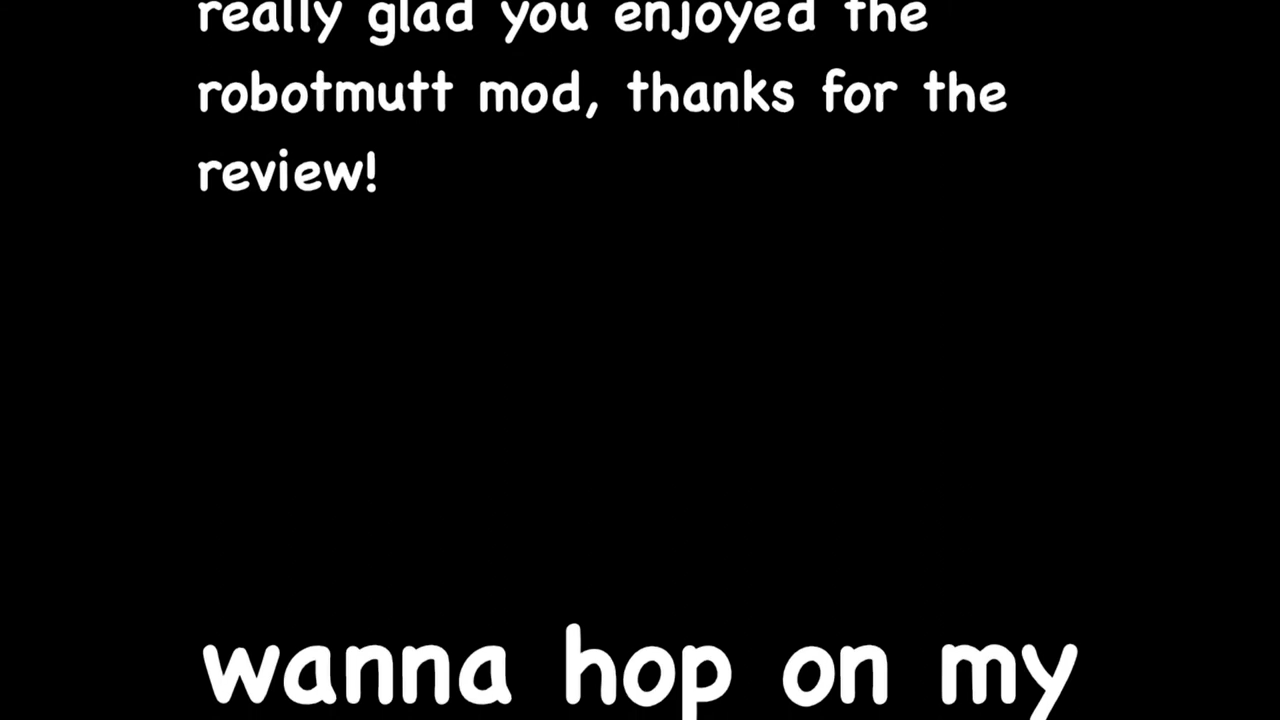 really glad you enjoyed the
robotmutt mod, thanks for the
review!
wanna hop on my